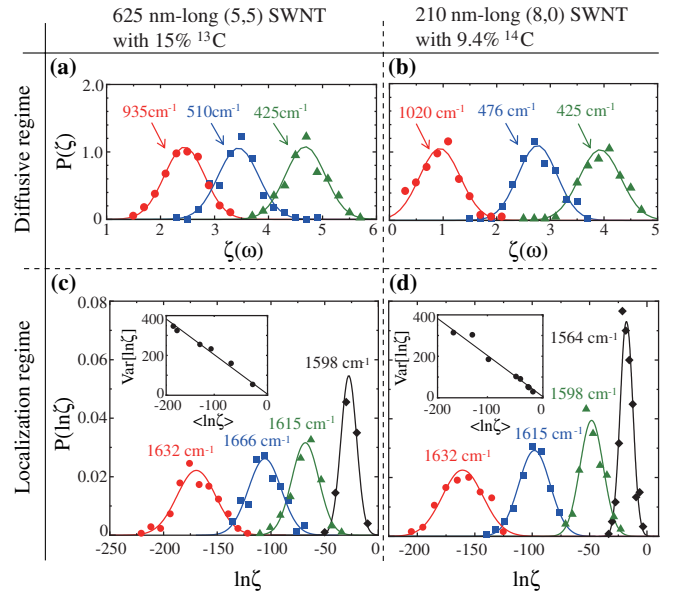 625 nm-long (5,5) SWNT
with 15% ¹³C
210 nm-long (8,0) SWNT
with 9.4% ¹⁴C
Diffusive regime
Localization regime
(a)
2.0
1.0
0
P(ζ)
935cm⁻¹
510cm⁻¹
425cm⁻¹
1 2 3 4 5 6
ζ(ω)
(b)
1020 cm⁻¹
476 cm⁻¹
425 cm⁻¹
0 1 2 3 4 5
ζ(ω)
(c)
0.08
0.06
0.04
0.02
0
P(lnζ)
400
200
0
Var[lnζ]
-200 -100 0
<lnζ>
1598 cm⁻¹
1615 cm⁻¹
1666 cm⁻¹
1632 cm⁻¹
-250 -200 -150 -100 -50 0
lnζ
(d)
400
200
0
Var[lnζ]
-200 -100 0
<lnζ>
1564 cm⁻¹
1598 cm⁻¹
1615 cm⁻¹
1632 cm⁻¹
-200 -150 -100 -50 0
lnζ